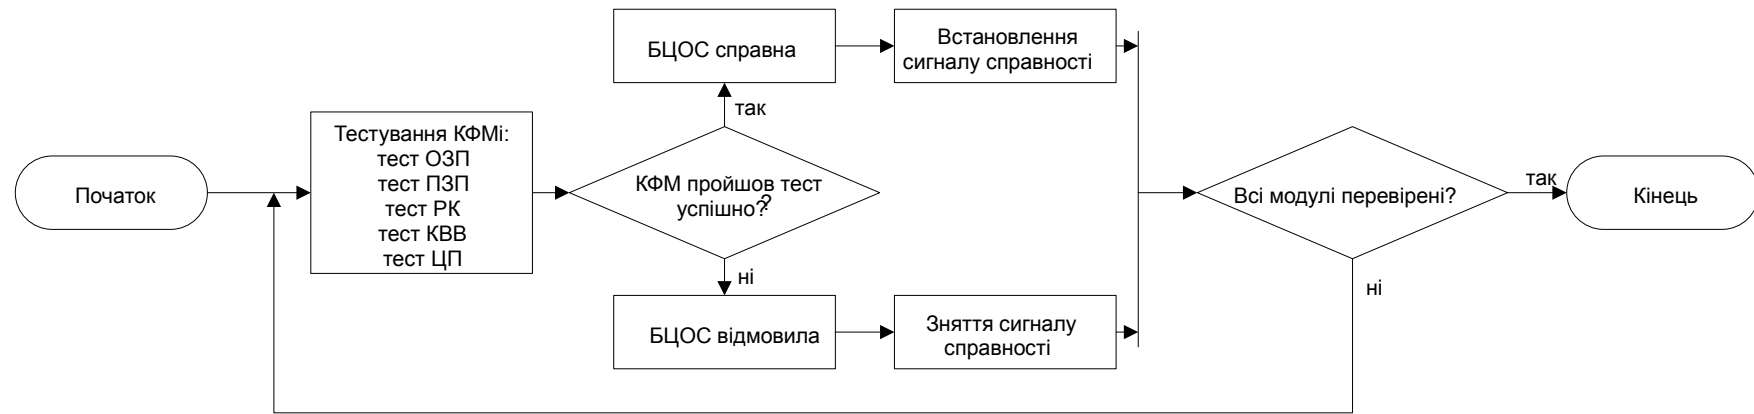 Початок
Тестування КФМі:
тест ОЗП
тест ПЗП
тест РК
тест КВВ
тест ЦП
КФМ пройшов тест
успішно?
?
так
ні
БЦОС справна
Встановлення
сигналу справності
БЦОС відмовила
Зняття сигналу
справності
Всі модулі перевірені?
так
ні
Кінець